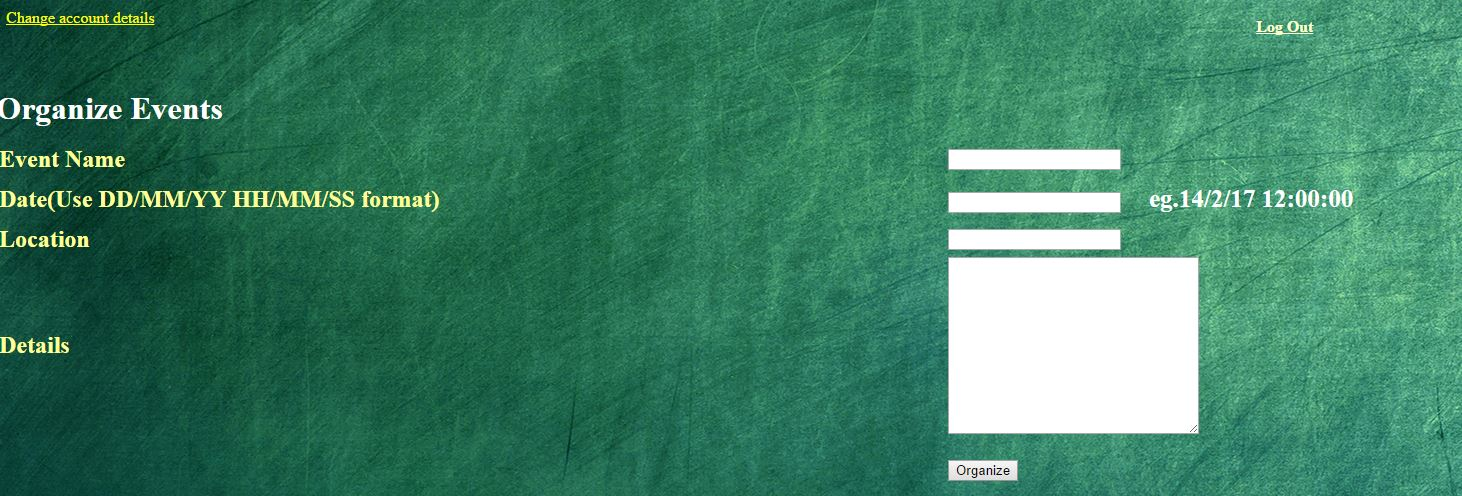 Change account details
Log Out
Organize Events
Event Name
Date(Use DD/MM/YY HH/MM/SS format)
eg.14/2/17 12:00:00
Location
Details
Organize